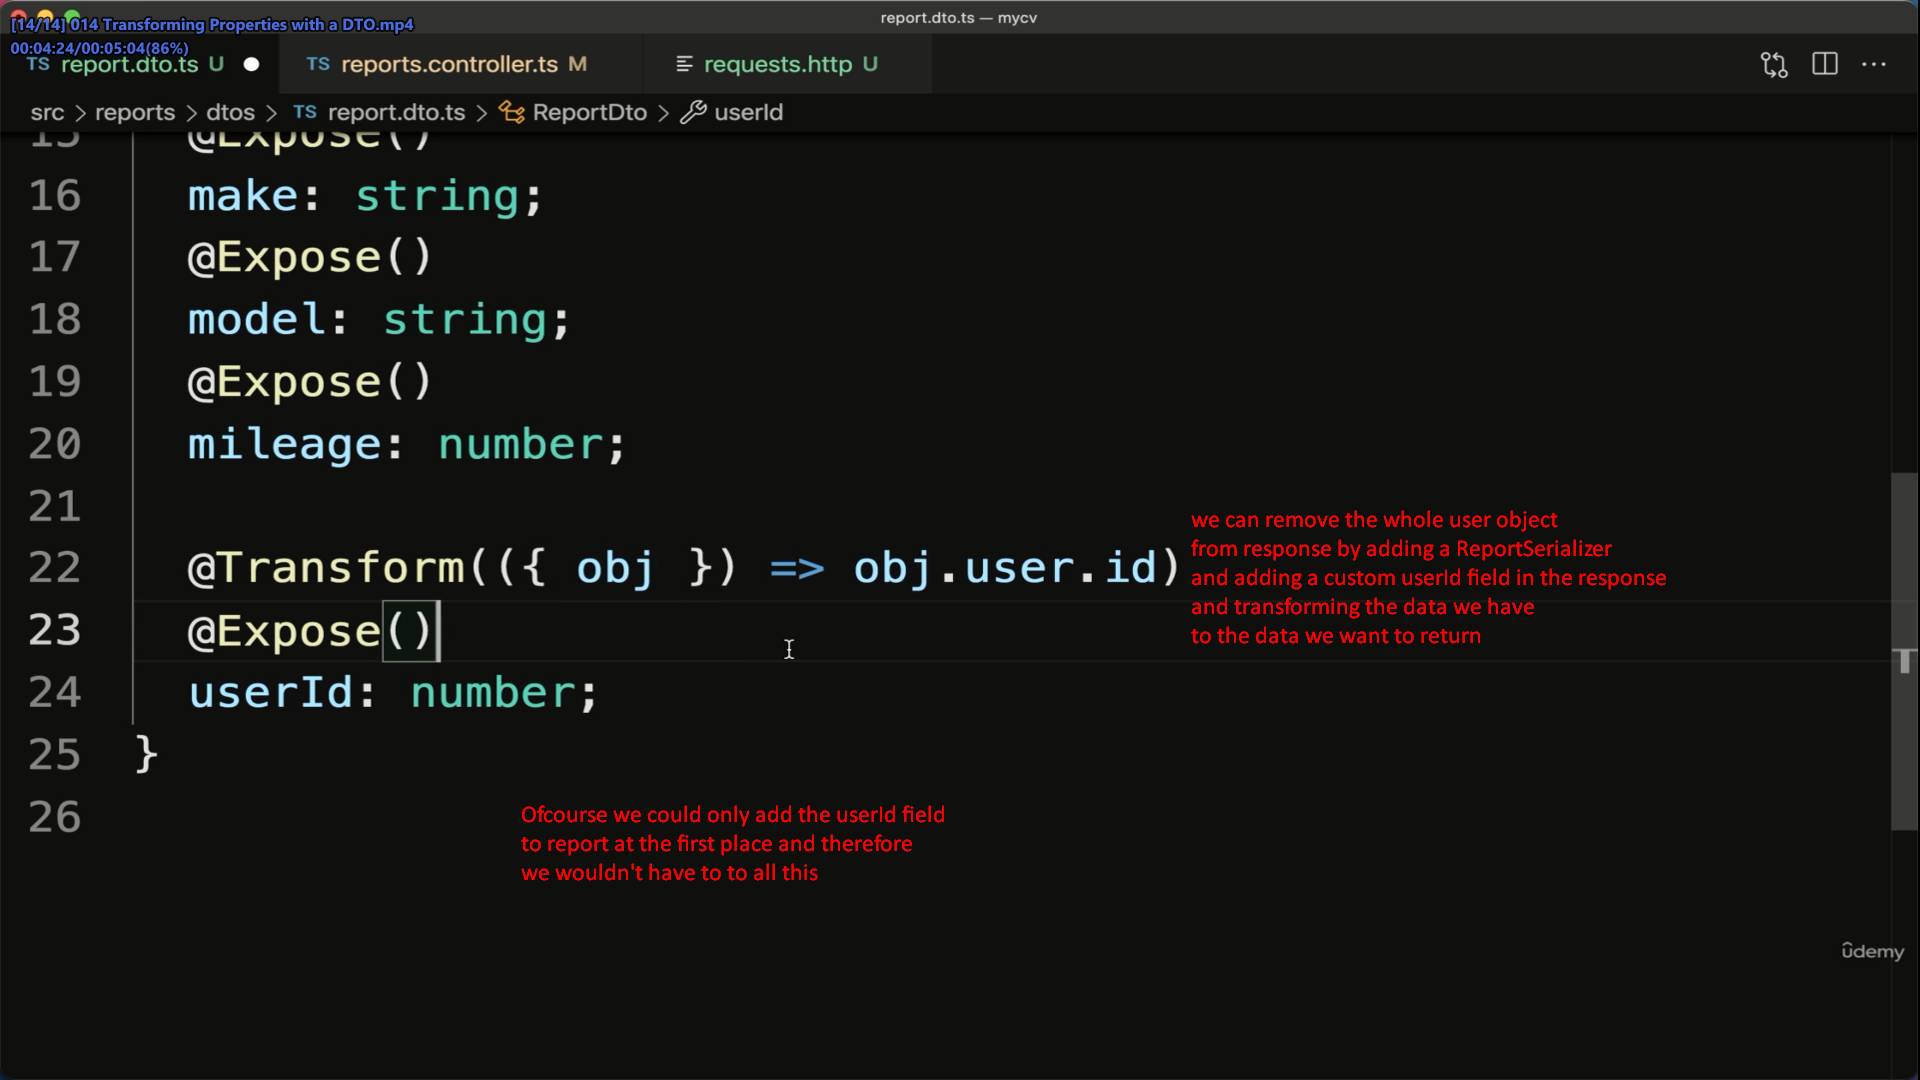 report.dto.ts — mycv
[14/14] 014 Transforming Properties with a DTO.mp4
00:04:24/00:05:04(86%)
TS report.dto.ts U
TS reports.controller.ts M
requests.http U
src > reports > dtos > TS report.dto.ts > ReportDto > userId
15 @Expose()
16 make: string;
17 @Expose()
18 model: string;
19 @Expose()
20 mileage: number;
21
22 @Transform(({ obj }) => obj.user.id)
23 @Expose()
24 userId: number;
25 }
26
we can remove the whole user object
from response by adding a ReportSerializer
and adding a custom userId field in the response
and transforming the data we have
to the data we want to return
Ofcourse we could only add the userId field
to report at the first place and therefore
we wouldn't have to to all this
ûdemy